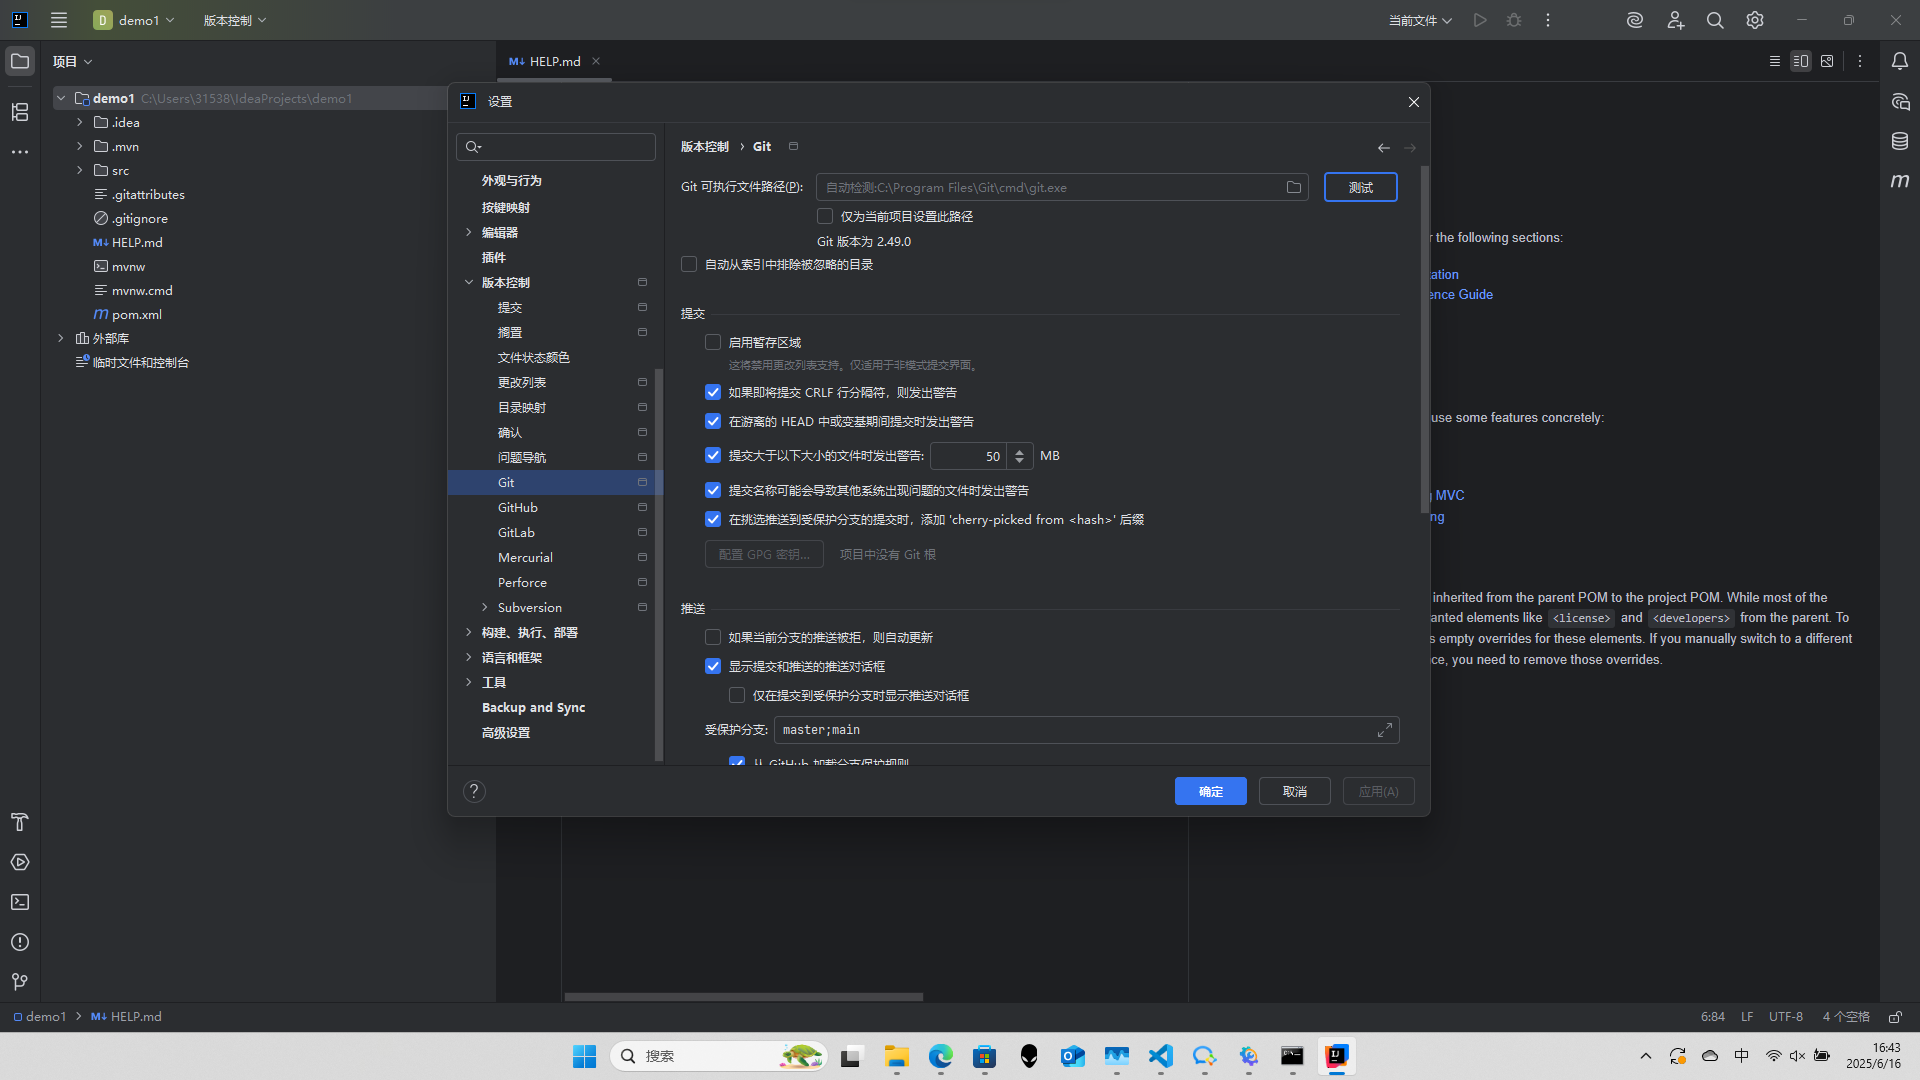 D demo1
版本控制
当前文件
项目
HELP.md
demo1 C:\Users\31538\IdeaProjects\demo1
.idea
.mvn
src
.gitattributes
.gitignore
M↓ HELP.md
mvnw
mvnw.cmd
m pom.xml
外部库
临时文件和控制台
设置
外观与行为
按键映射
编辑器
插件
版本控制
提交
搁置
文件状态颜色
更改列表
目录映射
确认
问题导航
Git
GitHub
GitLab
Mercurial
Perforce
Subversion
构建、执行、部署
语言和框架
工具
Backup and Sync
高级设置
版本控制 › Git
Git 可执行文件路径(P): 自动检测:C:\Program Files\Git\cmd\git.exe 测试
仅为当前项目设置此路径
Git 版本为 2.49.0
自动从索引中排除被忽略的目录
提交
启用暂存区域
这将禁用更改列表支持。仅适用于非模式提交界面。
如果即将提交 CRLF 行分隔符，则发出警告
在游离的 HEAD 中或变基期间提交时发出警告
提交大于以下大小的文件时发出警告: 50 MB
提交名称可能会导致其他系统出现问题的文件时发出警告
在挑选推送到受保护分支的提交时，添加 'cherry-picked from <hash>' 后缀
配置 GPG 密钥... 项目中没有 Git 根
推送
如果当前分支的推送被拒，则自动更新
显示提交和推送的推送对话框
仅在提交到受保护分支时显示推送对话框
受保护分支: master;main
从 GitHub 加载分支保护规则
? 确定 取消 应用(A)
r the following sections:
ation
ence Guide
use some features concretely:
MVC
ng
inherited from the parent POM to the project POM. While most of the
anted elements like <license> and <developers> from the parent. To
s empty overrides for these elements. If you manually switch to a different
ce, you need to remove those overrides.
demo1 › M↓ HELP.md
6:84 LF UTF-8 4 个空格
搜索
中
16:43
2025/6/16